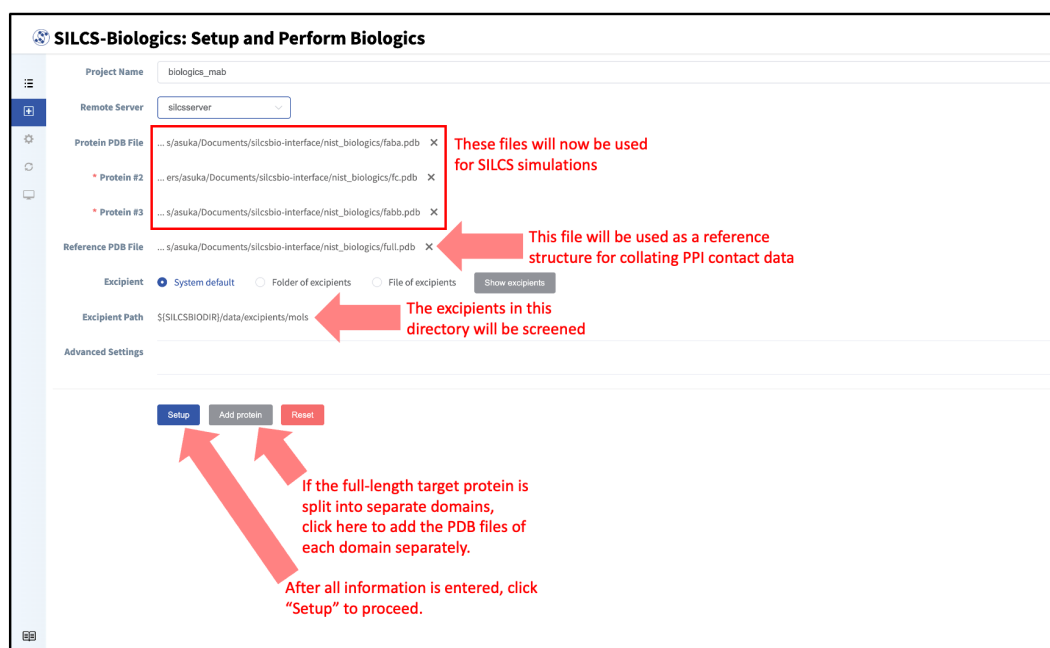 SILCS-Biologics: Setup and Perform Biologics
Project Name biologics_mab
Remote Server silcsserver
Protein PDB File ... s/asuka/Documents/silcsbio-interface/nist_biologics/faba.pdb ✕
These files will now be used
for SILCS simulations
* Protein #2 ... ers/asuka/Documents/silcsbio-interface/nist_biologics/fc.pdb ✕
* Protein #3 ... s/asuka/Documents/silcsbio-interface/nist_biologics/fabb.pdb ✕
Reference PDB File ... s/asuka/Documents/silcsbio-interface/nist_biologics/full.pdb ✕
This file will be used as a reference
structure for collating PPI contact data
Excipient System default Folder of excipients File of excipients Show excipients
Excipient Path ${SILCSBIODIR}/data/excipients/mols
The excipients in this
directory will be screened
Advanced Settings
Setup Add protein Reset
If the full-length target protein is
split into separate domains,
click here to add the PDB files of
each domain separately.
After all information is entered, click
“Setup” to proceed.